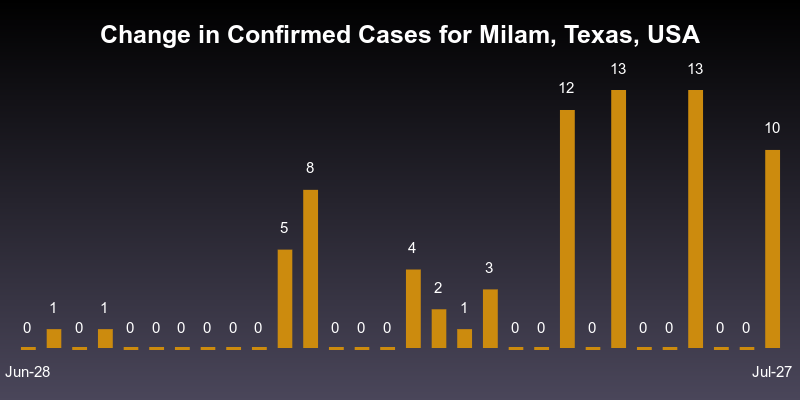 Change in Confirmed Cases for Milam, Texas, USA
0 1 0 1 0 0 0 0 0 0 5 8 0 0 0 4 2 1 3 0 0 12 0 13 0 0 13 0 0 10
Jun-28 Jul-27